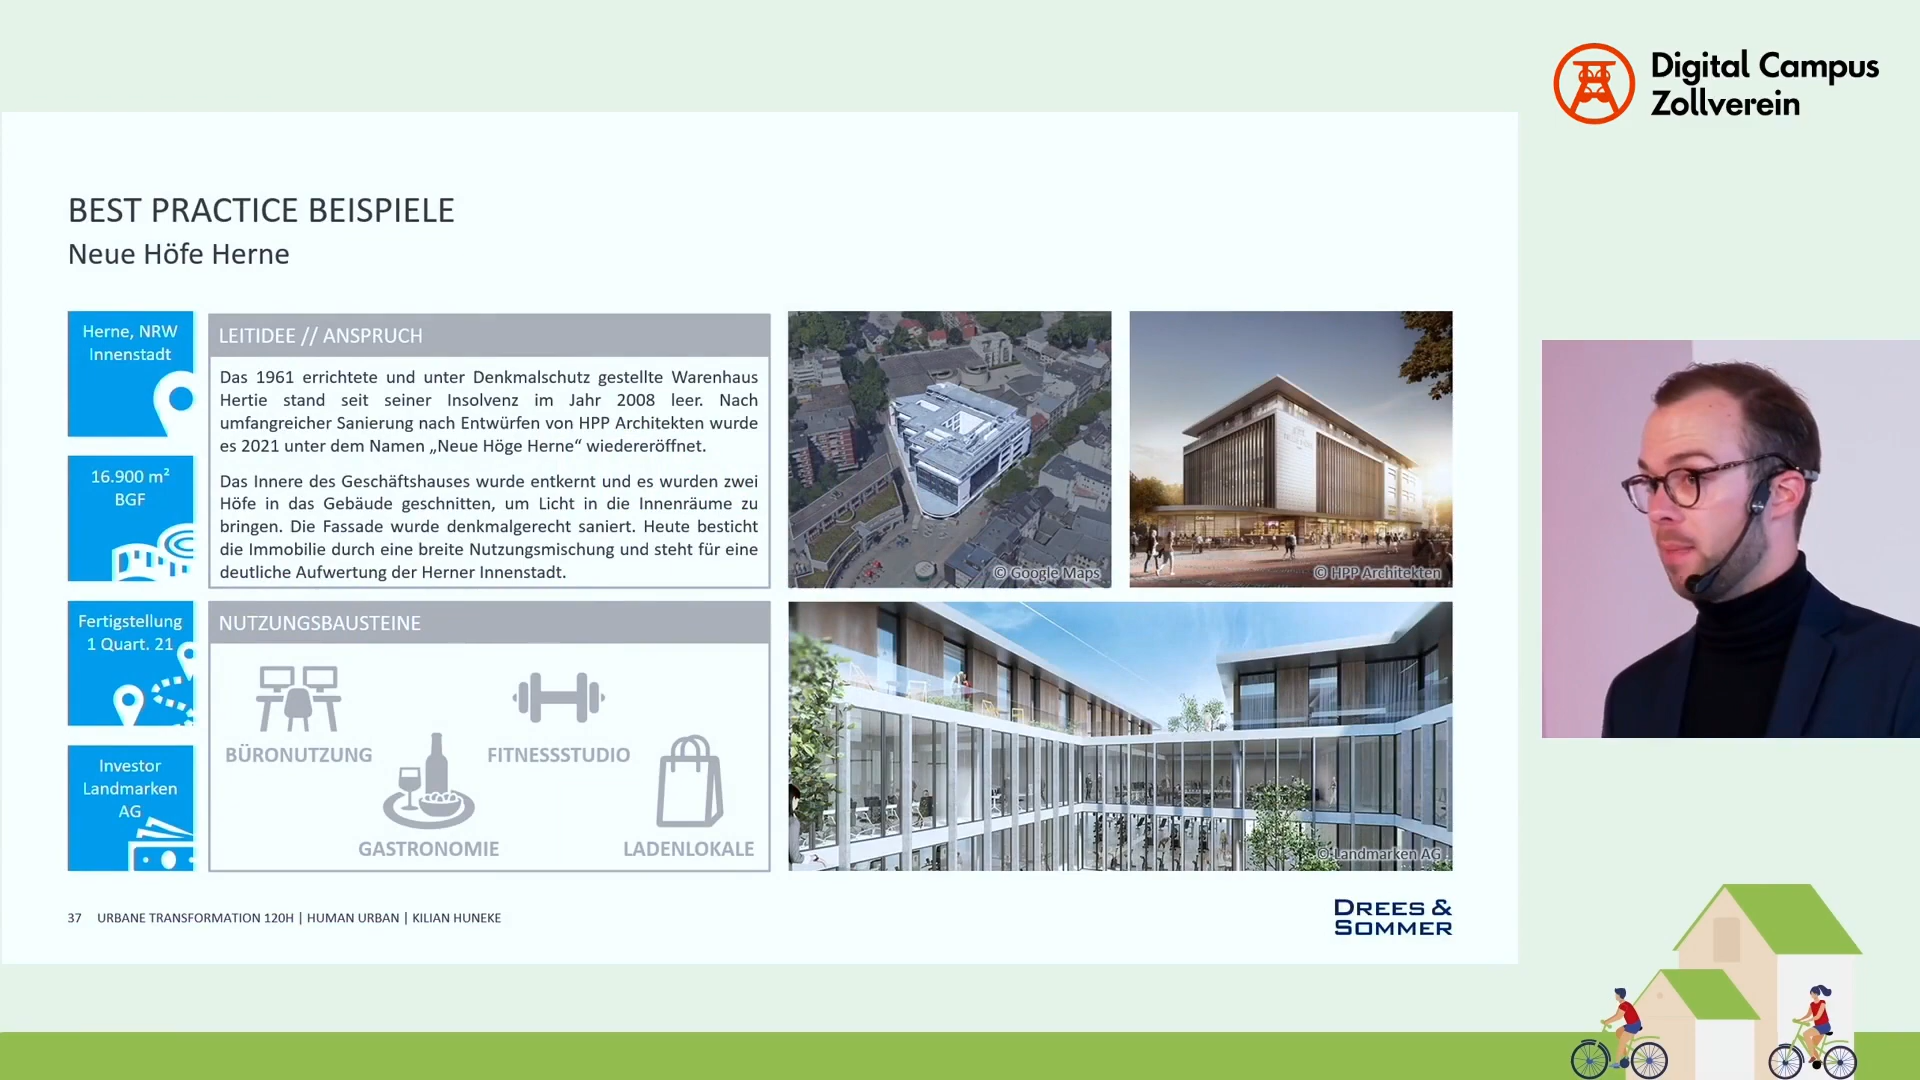 Digital Campus
Zollverein
BEST PRACTICE BEISPIELE
Neue Höfe Herne
Herne, NRW
Innenstadt
16.900 m²
BGF
Fertigstellung
1 Quart. 21
Investor
Landmarken
AG
LEITIDEE // ANSPRUCH
Das 1961 errichtete und unter Denkmalschutz gestellte Warenhaus
Hertie stand seit seiner Insolvenz im Jahr 2008 leer. Nach
umfangreicher Sanierung nach Entwürfen von HPP Architekten wurde
es 2021 unter dem Namen „Neue Höge Herne“ wiedereröffnet.
Das Innere des Geschäftshauses wurde entkernt und es wurden zwei
Höfe in das Gebäude geschnitten, um Licht in die Innenräume zu
bringen. Die Fassade wurde denkmalgerecht saniert. Heute besticht
die Immobilie durch eine breite Nutzungsmischung und steht für eine
deutliche Aufwertung der Herner Innenstadt.
NUTZUNGSBAUSTEINE
BÜRONUTZUNG
FITNESSSTUDIO
GASTRONOMIE
LADENLOKALE
© Google Maps
© HPP Architekten
© Landmarken AG
37 URBANE TRANSFORMATION 120H | HUMAN URBAN | KILIAN HUNEKE
DREES &
SOMMER